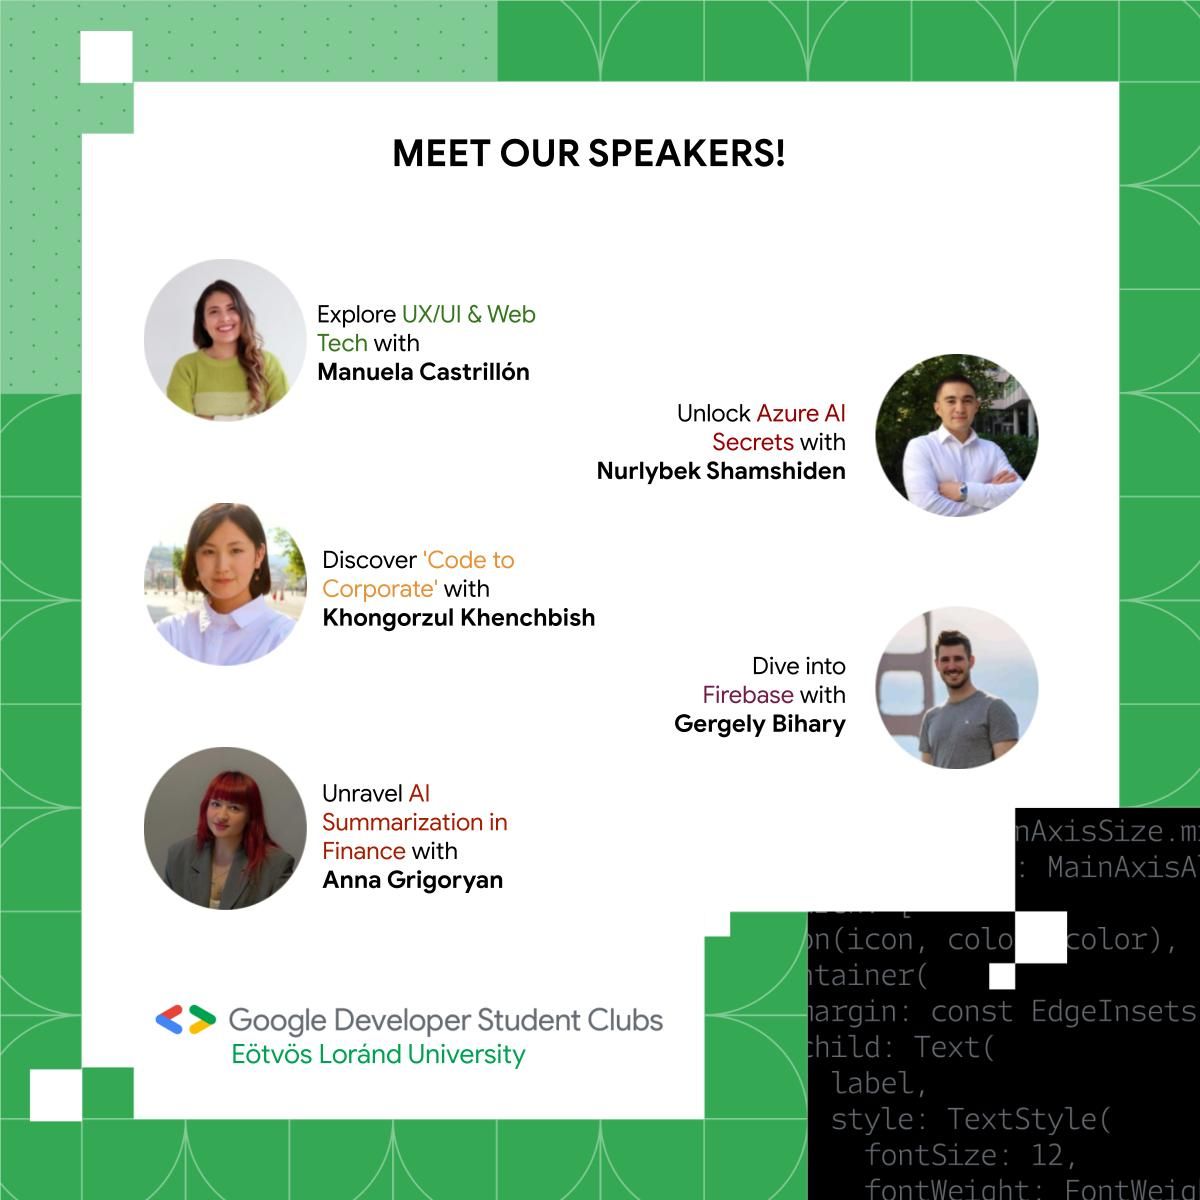 MEET OUR SPEAKERS!
Explore UX/UI & Web
Tech with
Manuela Castrillón
Unlock Azure AI
Secrets with
Nurlybek Shamshiden
Discover 'Code to
Corporate' with
Khongorzul Khenchbish
Dive into
Firebase with
Gergely Bihary
Unravel AI
Summarization in
Finance with
Anna Grigoryan
Google Developer Student Clubs
Eötvös Loránd University
nAxisSize.mi
: MainAxisA
on(icon, colo color),
ntainer(
margin: const EdgeInsets
child: Text(
label,
style: TextStyle(
fontSize: 12,
fontWeight: FontWeig